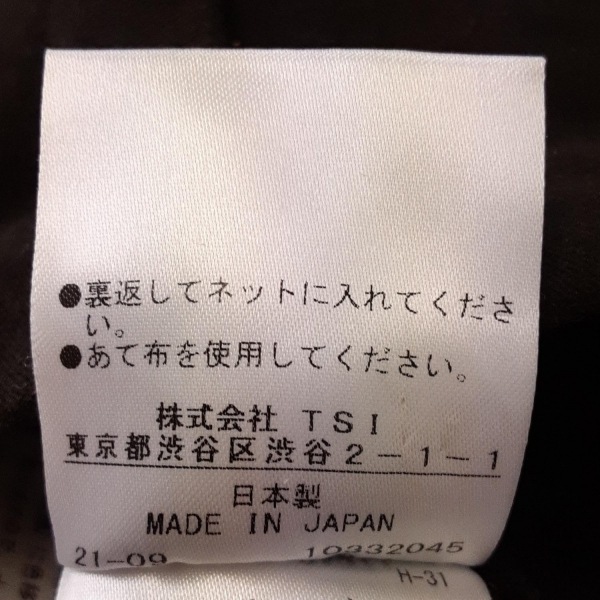 ●裏返してネットに入れてくださ
い。
●あて布を使用してください。
株式会社 TSI
東京都渋谷区渋谷2-1-1
日本製
MADE IN JAPAN
21-09 10332045
H-31